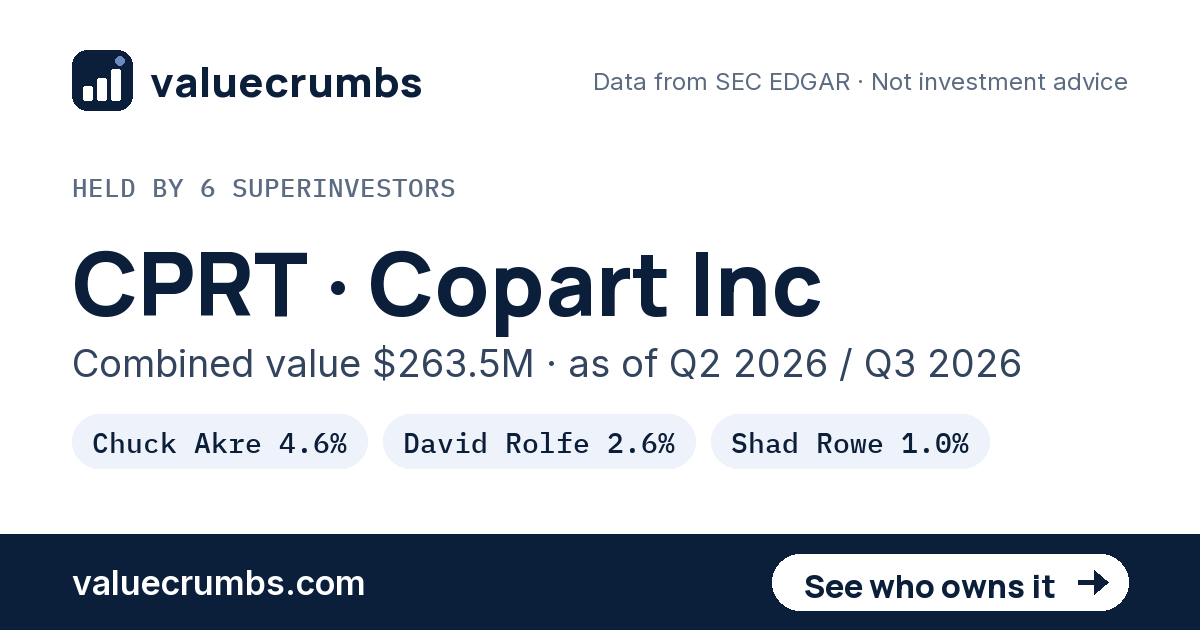 valuecrumbs
Data from SEC EDGAR · Not investment advice
HELD BY 6 SUPERINVESTORS
CPRT · Copart Inc
Combined value $263.5M · as of Q2 2026 / Q3 2026
Chuck Akre 4.6%
David Rolfe 2.6%
Shad Rowe 1.0%
valuecrumbs.com
See who owns it →